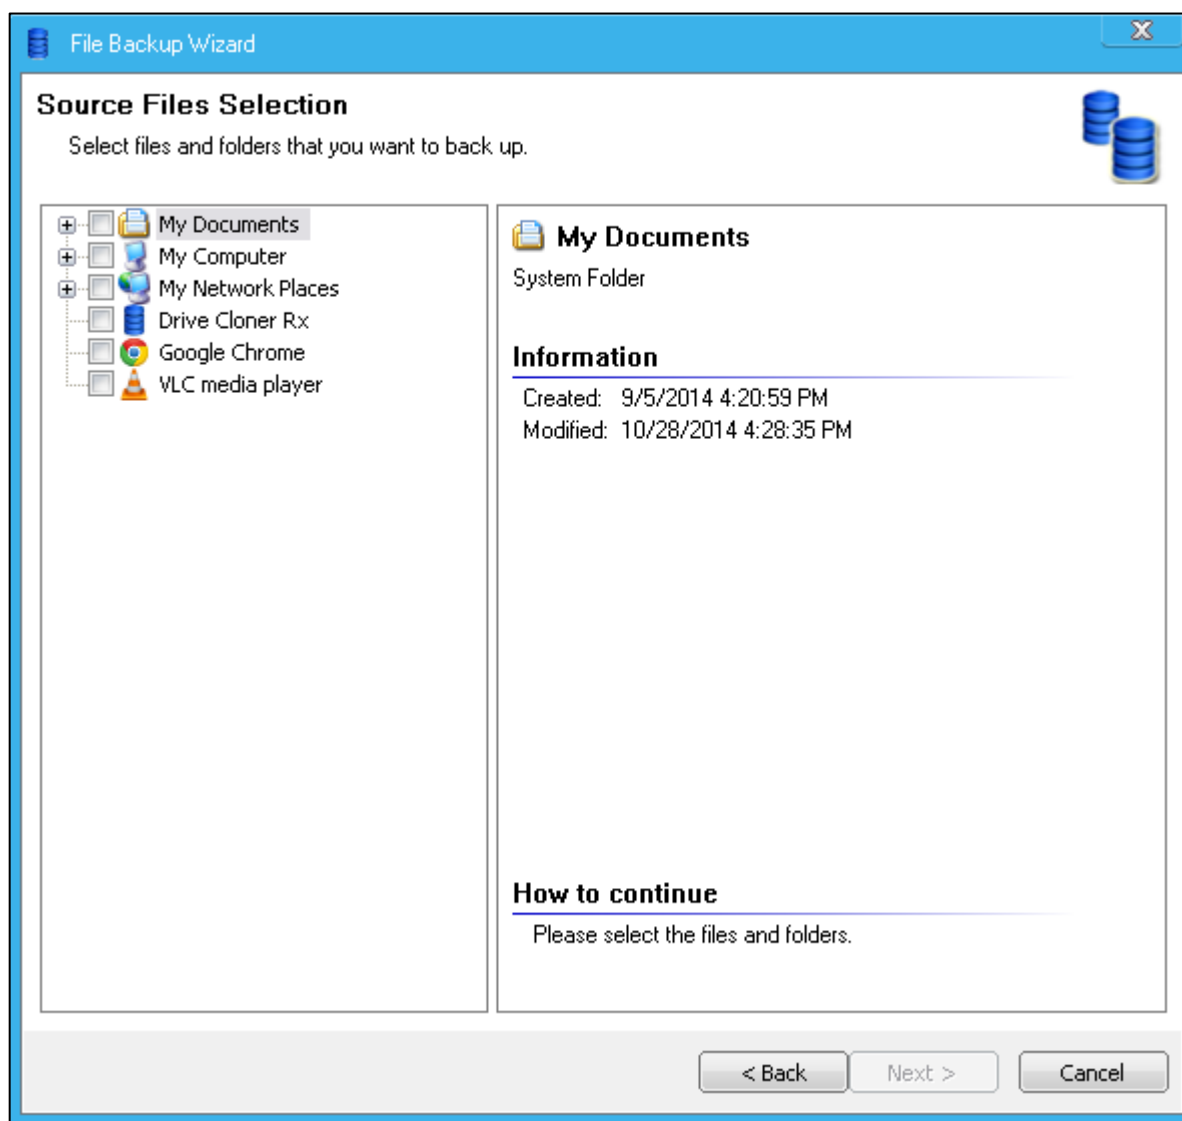 File Backup Wizard
Source Files Selection
Select files and folders that you want to back up.
My Documents
My Computer
My Network Places
Drive Cloner Rx
Google Chrome
VLC media player
My Documents
System Folder
Information
Created: 9/5/2014 4:20:59 PM
Modified: 10/28/2014 4:28:35 PM
How to continue
Please select the files and folders.
< Back Next > Cancel